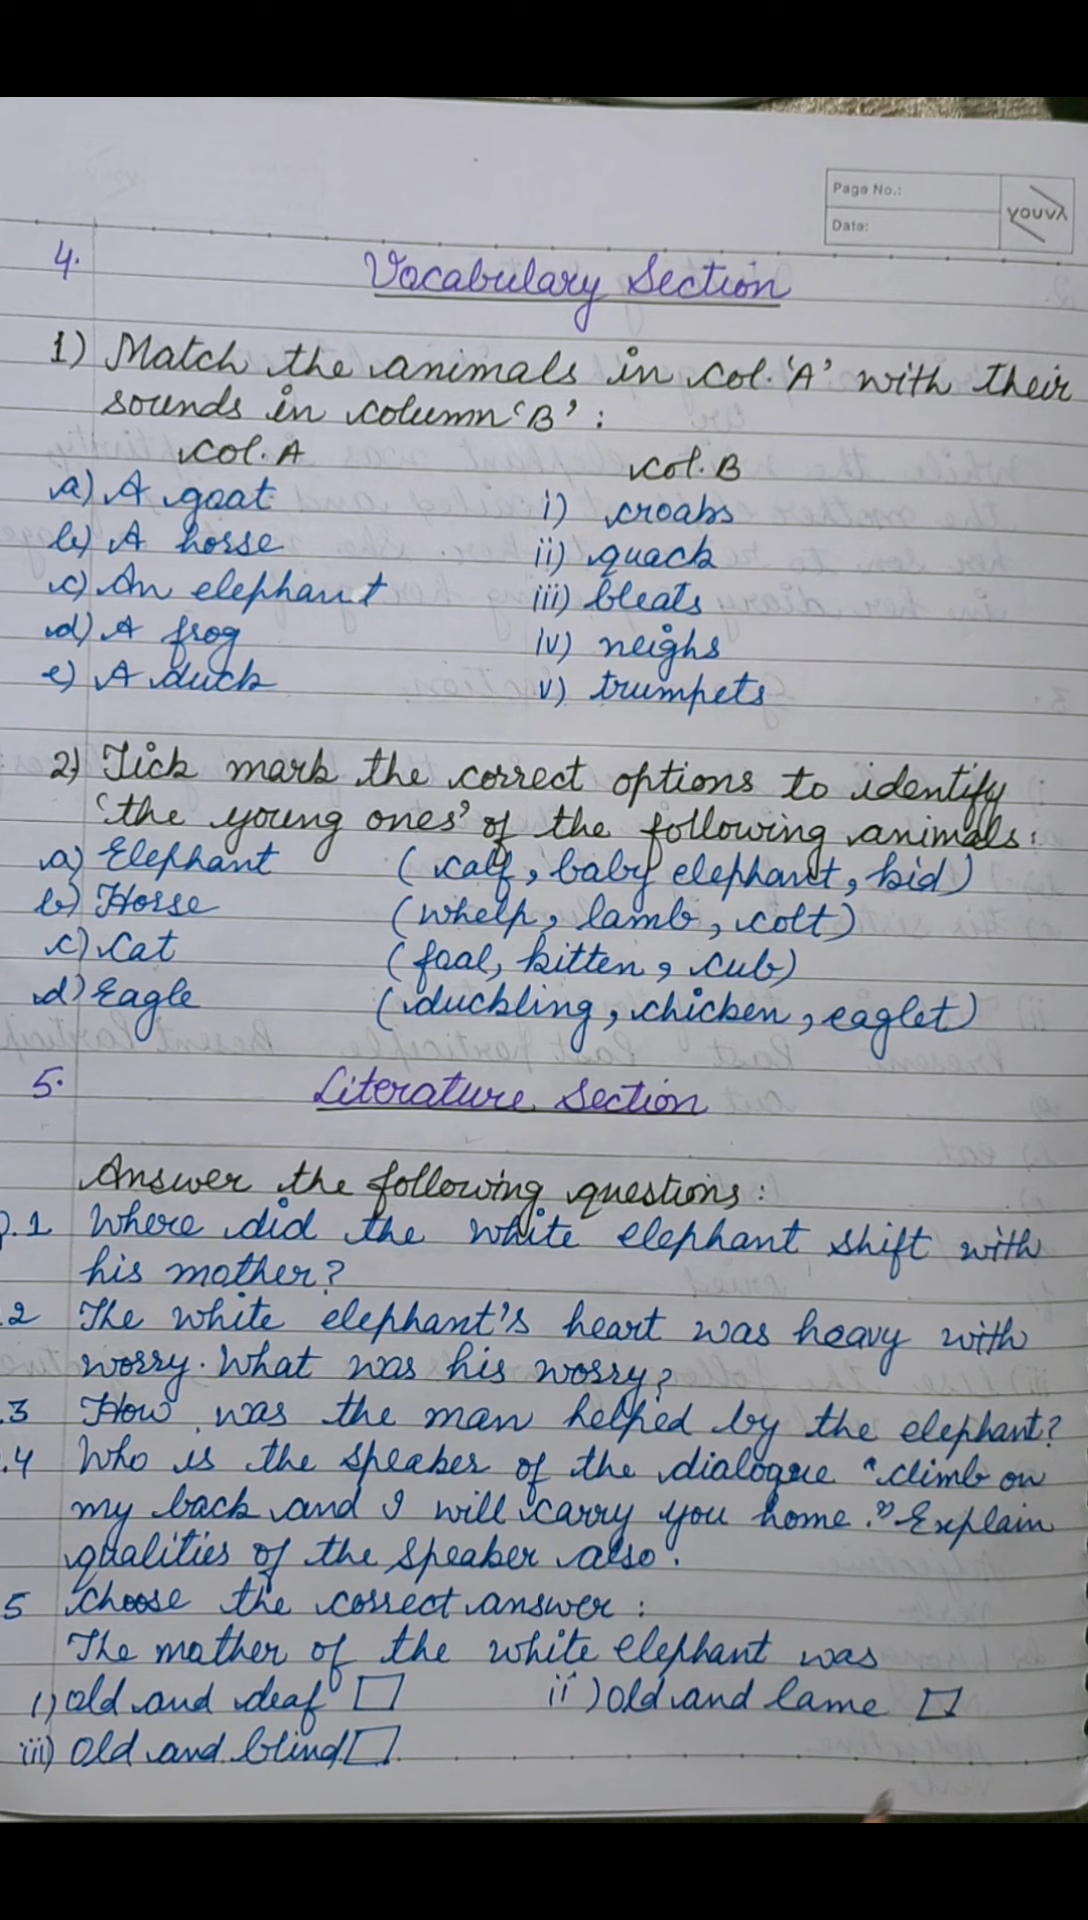 Page No.:
Date:
YOUVA
4.
Vocabulary Section
1) Match the animals in Col. 'A' with their
sounds in column 'B' :
Col. A Col. B
a) A goat i) croaks
b) A horse ii) quack
c) An elephant iii) bleats
d) A frog iv) neighs
e) A duck v) trumpets
2) Tick mark the correct options to identify
'the young ones' of the following animals:
a) Elephant (calf, baby elephant, kid)
b) Horse (whelp, lamb, colt)
c) Cat (foal, kitten, cub)
d) Eagle (duckling, chicken, eaglet)
5. Literature Section
Answer the following questions :
Q.1 Where did the white elephant shift with
his mother?
.2 The white elephant's heart was heavy with
worry. What was his worry?
.3 How was the man helped by the elephant?
.4 Who is the speaker of the dialogue "climb on
my back and I will carry you home." Explain
qualities of the speaker also.
5 Choose the correct answer :
The mother of the white elephant was
i) old and deaf ii) old and lame
iii) old and blind